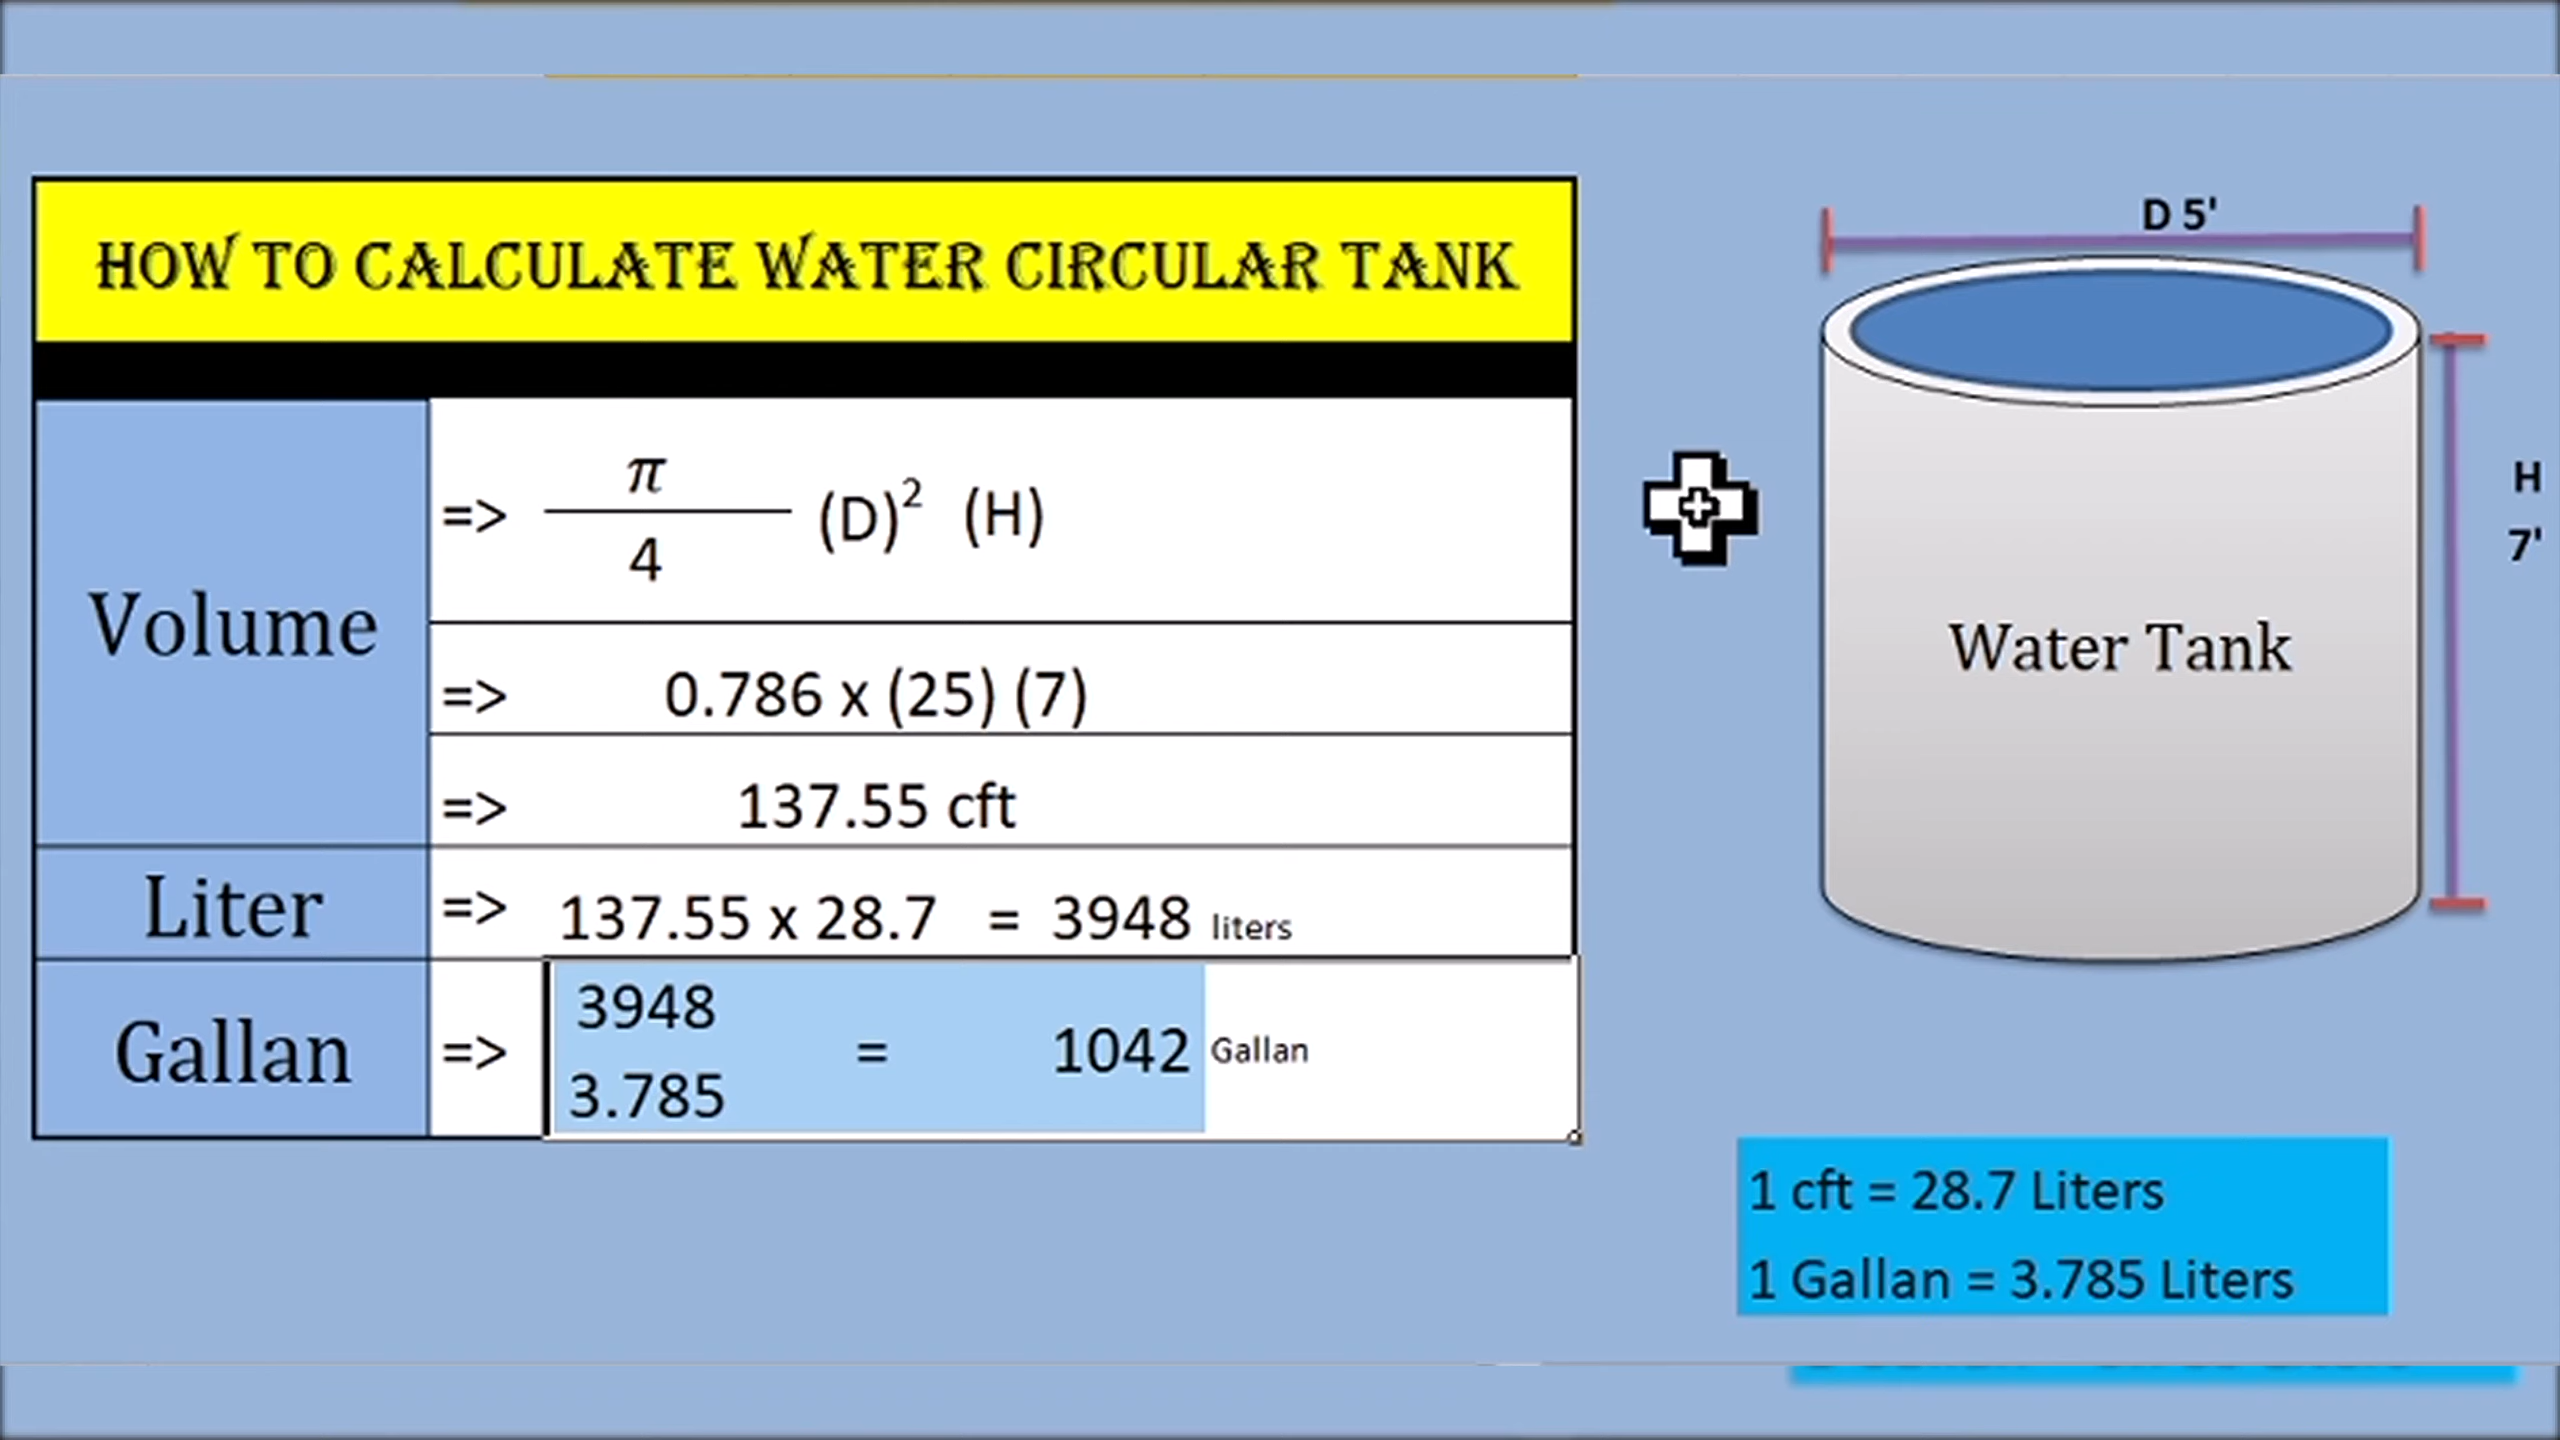 HOW TO CALCULATE WATER CIRCULAR TANK
D 5'
Volume
=> π
4
(D)² (H)
=> 0.786 x (25) (7)
=> 137.55 cft
Liter => 137.55 x 28.7 = 3948 liters
Gallan => 3948
3.785
= 1042 Gallan
H
7'
Water Tank
1 cft = 28.7 Liters
1 Gallan = 3.785 Liters